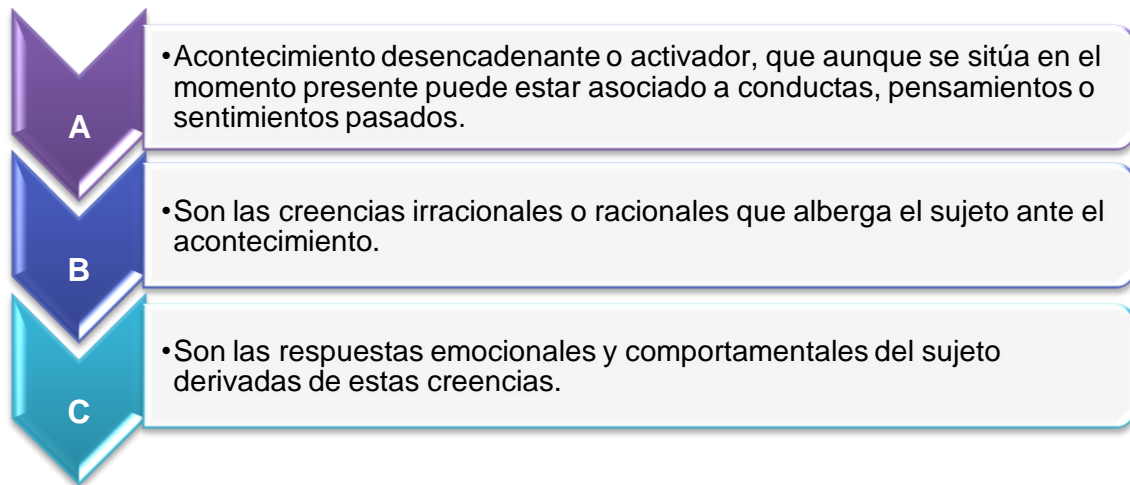 A
•Acontecimiento desencadenante o activador, que aunque se sitúa en el
momento presente puede estar asociado a conductas, pensamientos o
sentimientos pasados.
B
•Son las creencias irracionales o racionales que alberga el sujeto ante el
acontecimiento.
C
•Son las respuestas emocionales y comportamentales del sujeto
derivadas de estas creencias.